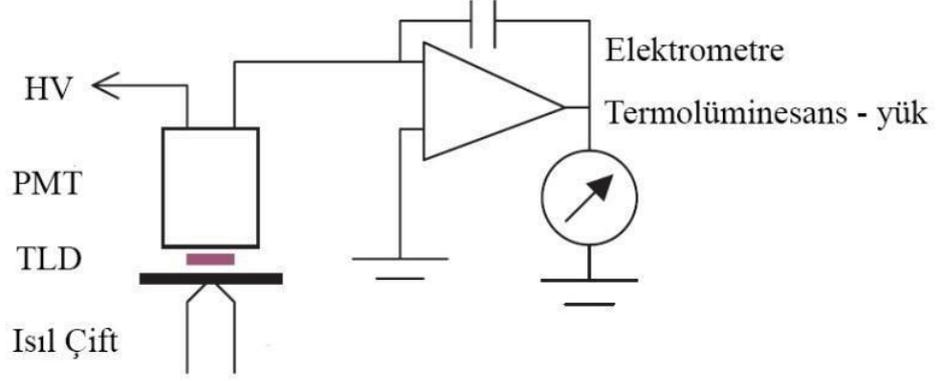 Elektrometre
HV
Termolüminesans - yük
PMT
TLD
Isıl Çift